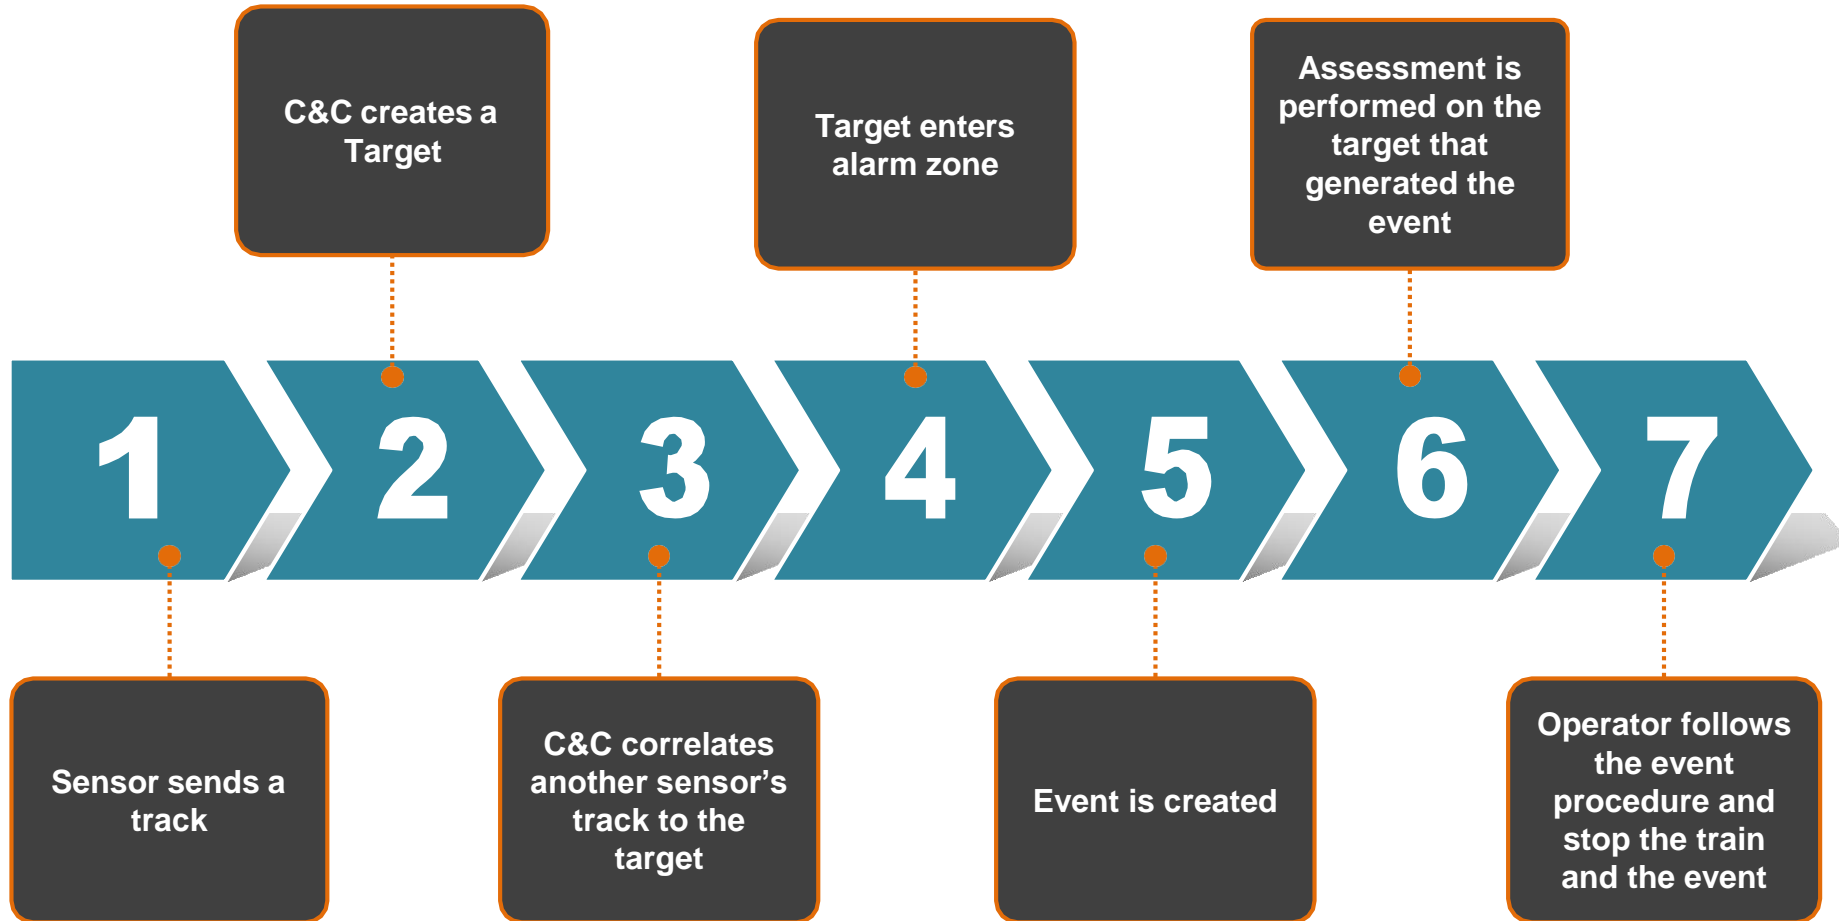 C&C creates a
Target
Target enters
alarm zone
Assessment is
performed on the
target that
generated the
event
1
2
3
4
5
6
7
Sensor sends a
track
C&C correlates
another sensor’s
track to the
target
Event is created
Operator follows
the event
procedure and
stop the train
and the event